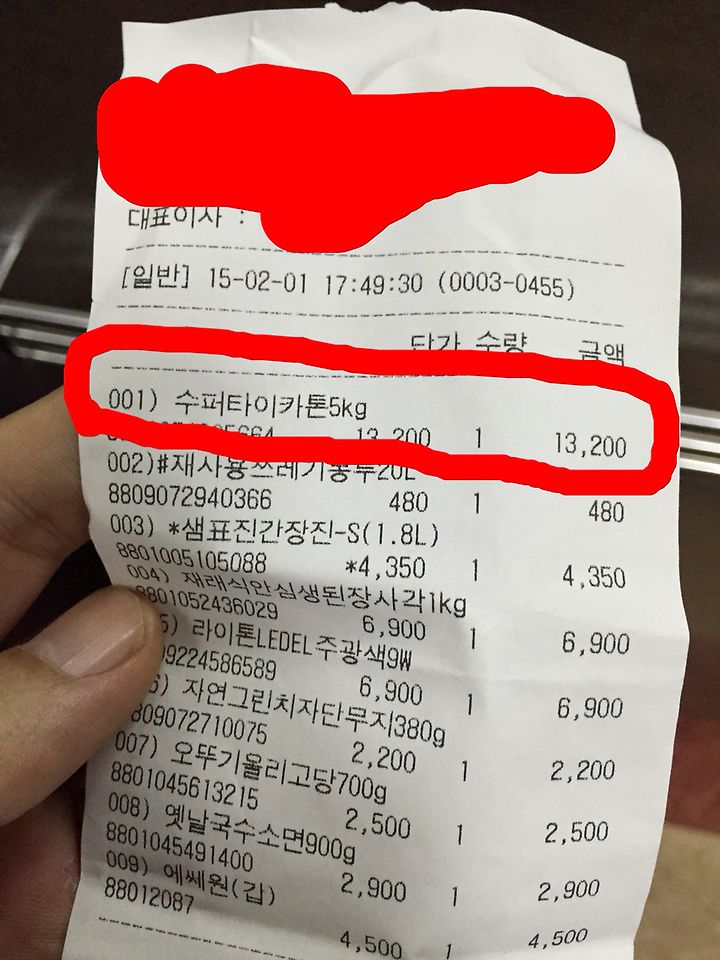 대표이사 :
[일반] 15-02-01 17:49:30 (0003-0455)
단가 수량 금액
001) 수퍼타이카톤5kg
13,200 1 13,200
002)#재사용쓰레기봉투20L
8809072940366 480 1 480
003) *샘표진간장진-S(1.8L)
8801005105088 *4,350 1 4,350
004) 재래식안심생된장사각1kg
8801052436029 6,900 1 6,900
5) 라이톤LEDEL주광색9W
09224586589 6,900 1 6,900
6) 자연그린치자단무지380g
809072710075 2,200 1 2,200
007) 오뚜기올리고당700g
8801045613215 2,500 1 2,500
008) 옛날국수소면900g
8801045491400 2,900 1 2,900
009) 에쎄원(갑)
88012087 4,500 1 4,500